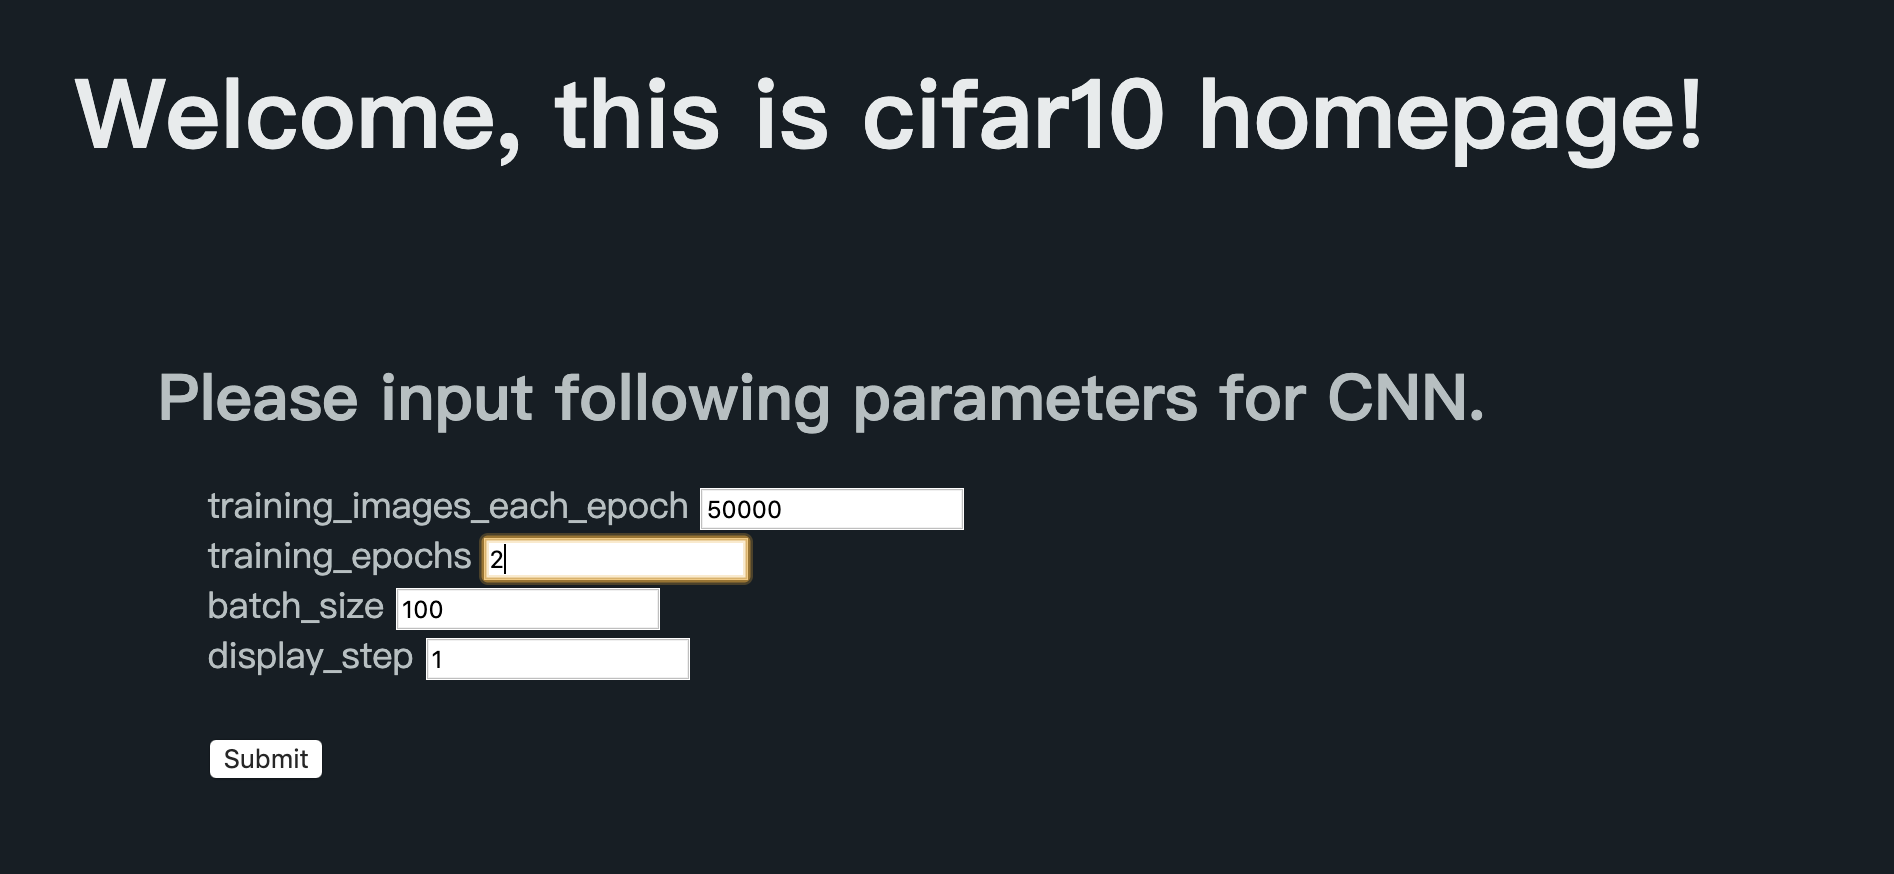 Welcome, this is cifar10 homepage!
Please input following parameters for CNN.
training_images_each_epoch 50000
training_epochs 2
batch_size 100
display_step 1
Submit